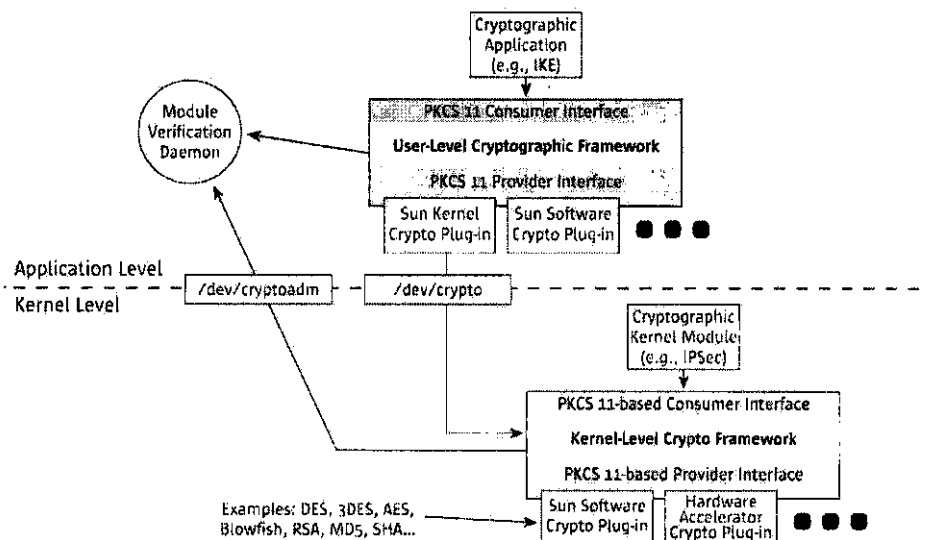 Cryptographic
Application
(e.g., IKE)
Module
Verification
Daemon
PKCS 11 Consumer Interface
User-Level Cryptographic Framework
PKCS 11 Provider Interface
Sun Kernel
Crypto Plug-in
Sun Software
Crypto Plug-in
Application Level
/dev/cryptoadm
/dev/crypto
Kernel Level
Cryptographic
Kernel Module
(e.g., IPSec)
PKCS 11-based Consumer Interface
Kernel-Level Crypto Framework
PKCS 11-based Provider Interface
Examples: DES, 3DES, AES,
Blowfish, RSA, MD5, SHA...
Sun Software
Crypto Plug-in
Hardware
Accelerator
Crypto Plug-in